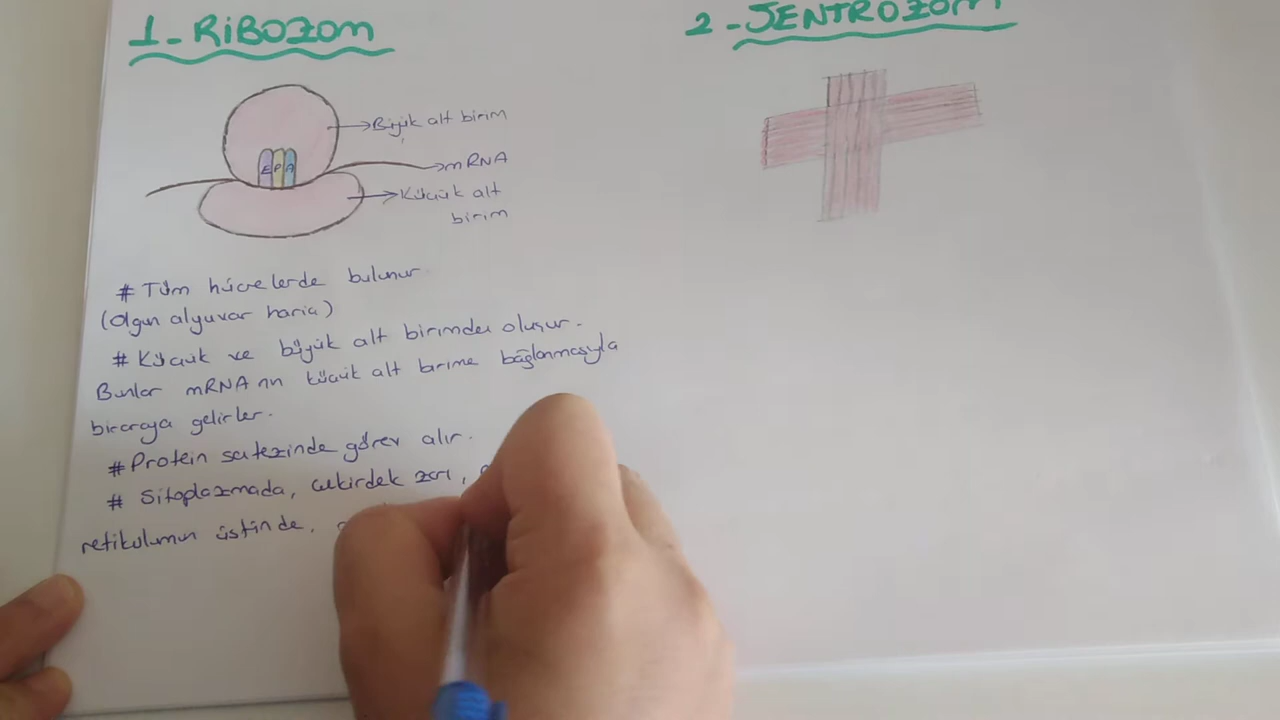 1-RiBOZOM
2-SENTROZOM
Büyük alt birim
mRNA
Küçük alt
birim
E P A
# Tüm hücrelerde bulunur
(Olgun alyuvar hariç)
# Küçük ve büyük alt birimden oluşur.
Bunlar mRNA nın küçük alt birime bağlanmasıyla
biraraya gelirler.
# Protein sentezinde görev alır.
# Sitoplazmada, çekirdek zarı,
retikulumun üstünde,